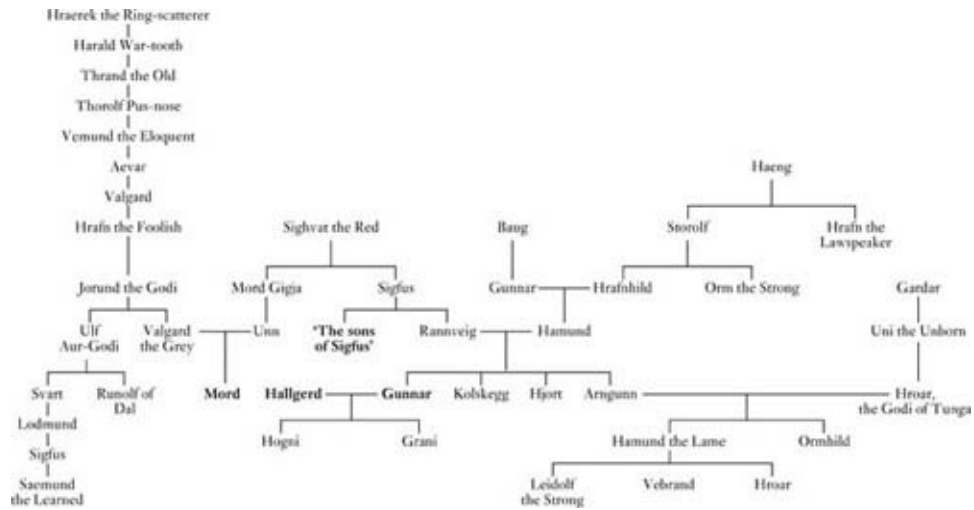 Hraerek the Ring-scatterer
Harald War-tooth
Thrand the Old
Thorolf Pus-nose
Vemund the Eloquent
Aevar
Valgard
Hrafn the Foolish
Haeng
Sighvat the Red
Baug
Storolf
Hrafn the
Lawspeaker
Jorund the Godi
Mord Gigja
Sigfus
Gunnar
Hrafnhild
Orm the Strong
Gardar
Ulf
Aur-Godi
Valgard
the Grey
Unn
'The sons
of Sigfus'
Rannveig
Hamund
Uni the Unborn
Svart
Runolf of
Dal
Mord
Hallgerd
Gunnar
Kolskegg
Hjort
Arngunn
Hroar,
the Godi of Tunga
Lodmund
Hogni
Grani
Hamund the Lame
Ormhild
Sigfus
Saemund
the Learned
Leidolf
the Strong
Vebrand
Hroar